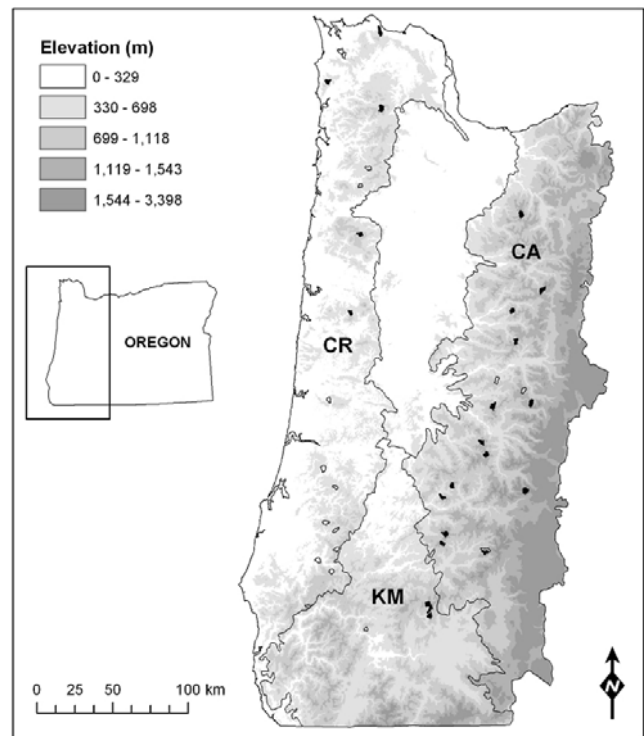 Elevation (m)
0 - 329
330 - 698
699 - 1,118
1,119 - 1,543
1,544 - 3,398
OREGON
CA
CR
KM
0 25 50 100 km
N